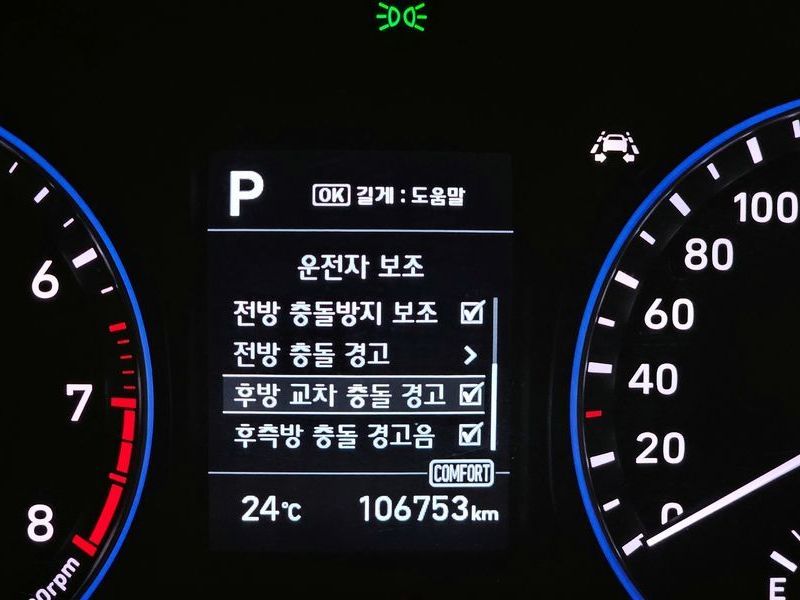 P
OK 길게 : 도움말
운전자 보조
전방 충돌방지 보조
전방 충돌 경고
후방 교차 충돌 경고
후측방 충돌 경고음
COMFORT
24℃ 106753km
6
7
8
100
80
60
40
20
0
E